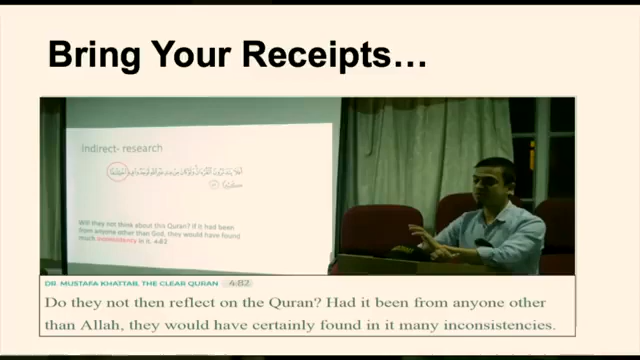 Bring Your Receipts…
Indirect- research
Will they not think about this Quran? If it had been
from anyone other than God, they would have found
much inconsistency in it. 4:82
DR. MUSTAFA KHATTAB, THE CLEAR QURAN 4:82
Do they not then reflect on the Quran? Had it been from anyone other
than Allah, they would have certainly found in it many inconsistencies.